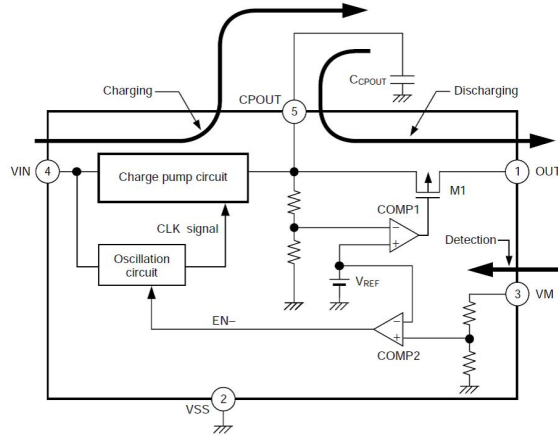 Charging
CPOUT
5
CCPOUT
Discharging
VIN
4
Charge pump circuit
M1
1
OUT
CLK signal
COMP1
−
+
Oscillation
circuit
Detection
VREF
3
VM
EN−
−
+
COMP2
VSS
2